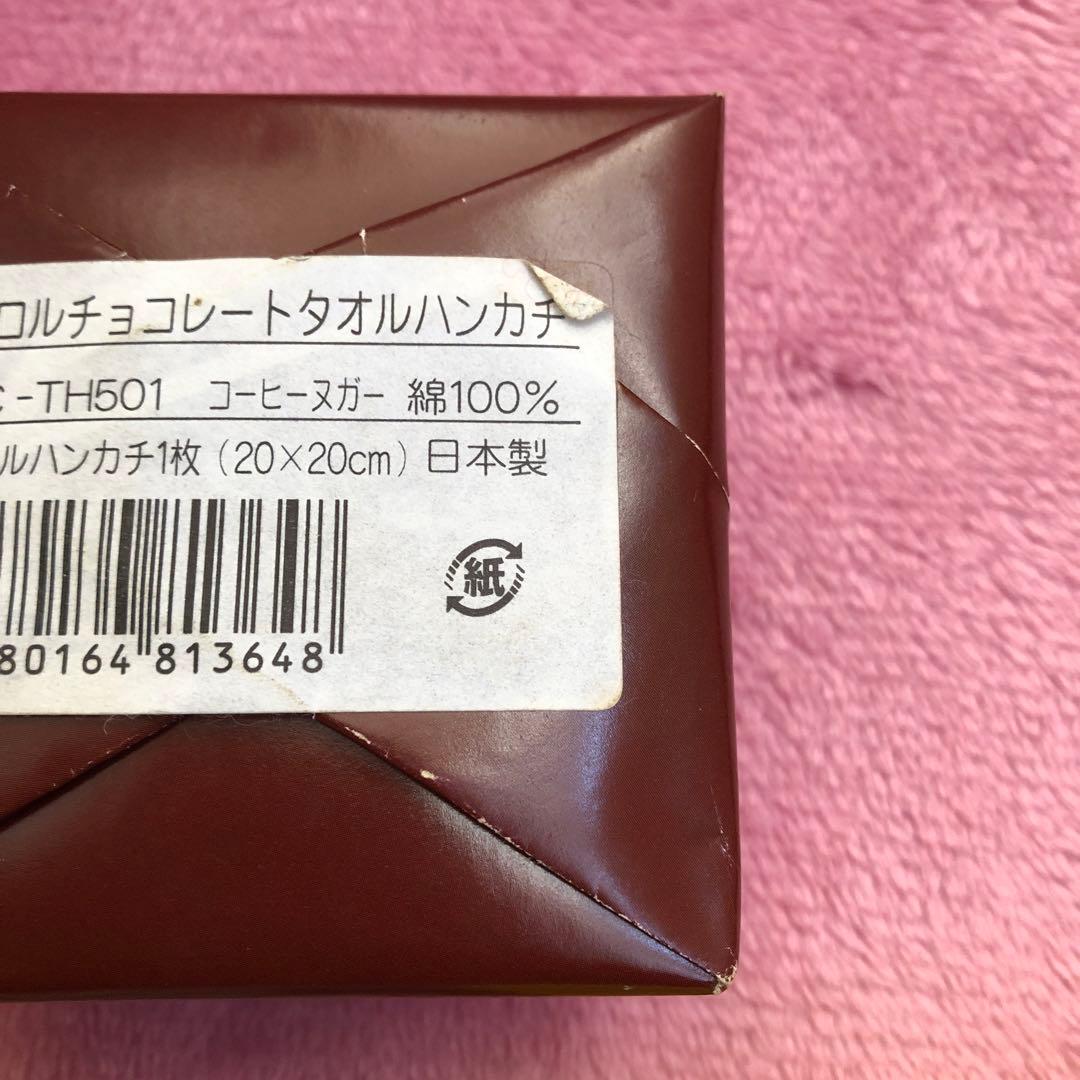 ロルチョコレートタオルハンカチ
C-TH501 コーヒーヌガー 綿100%
ルハンカチ1枚(20×20cm)日本製
紙
80164 813648